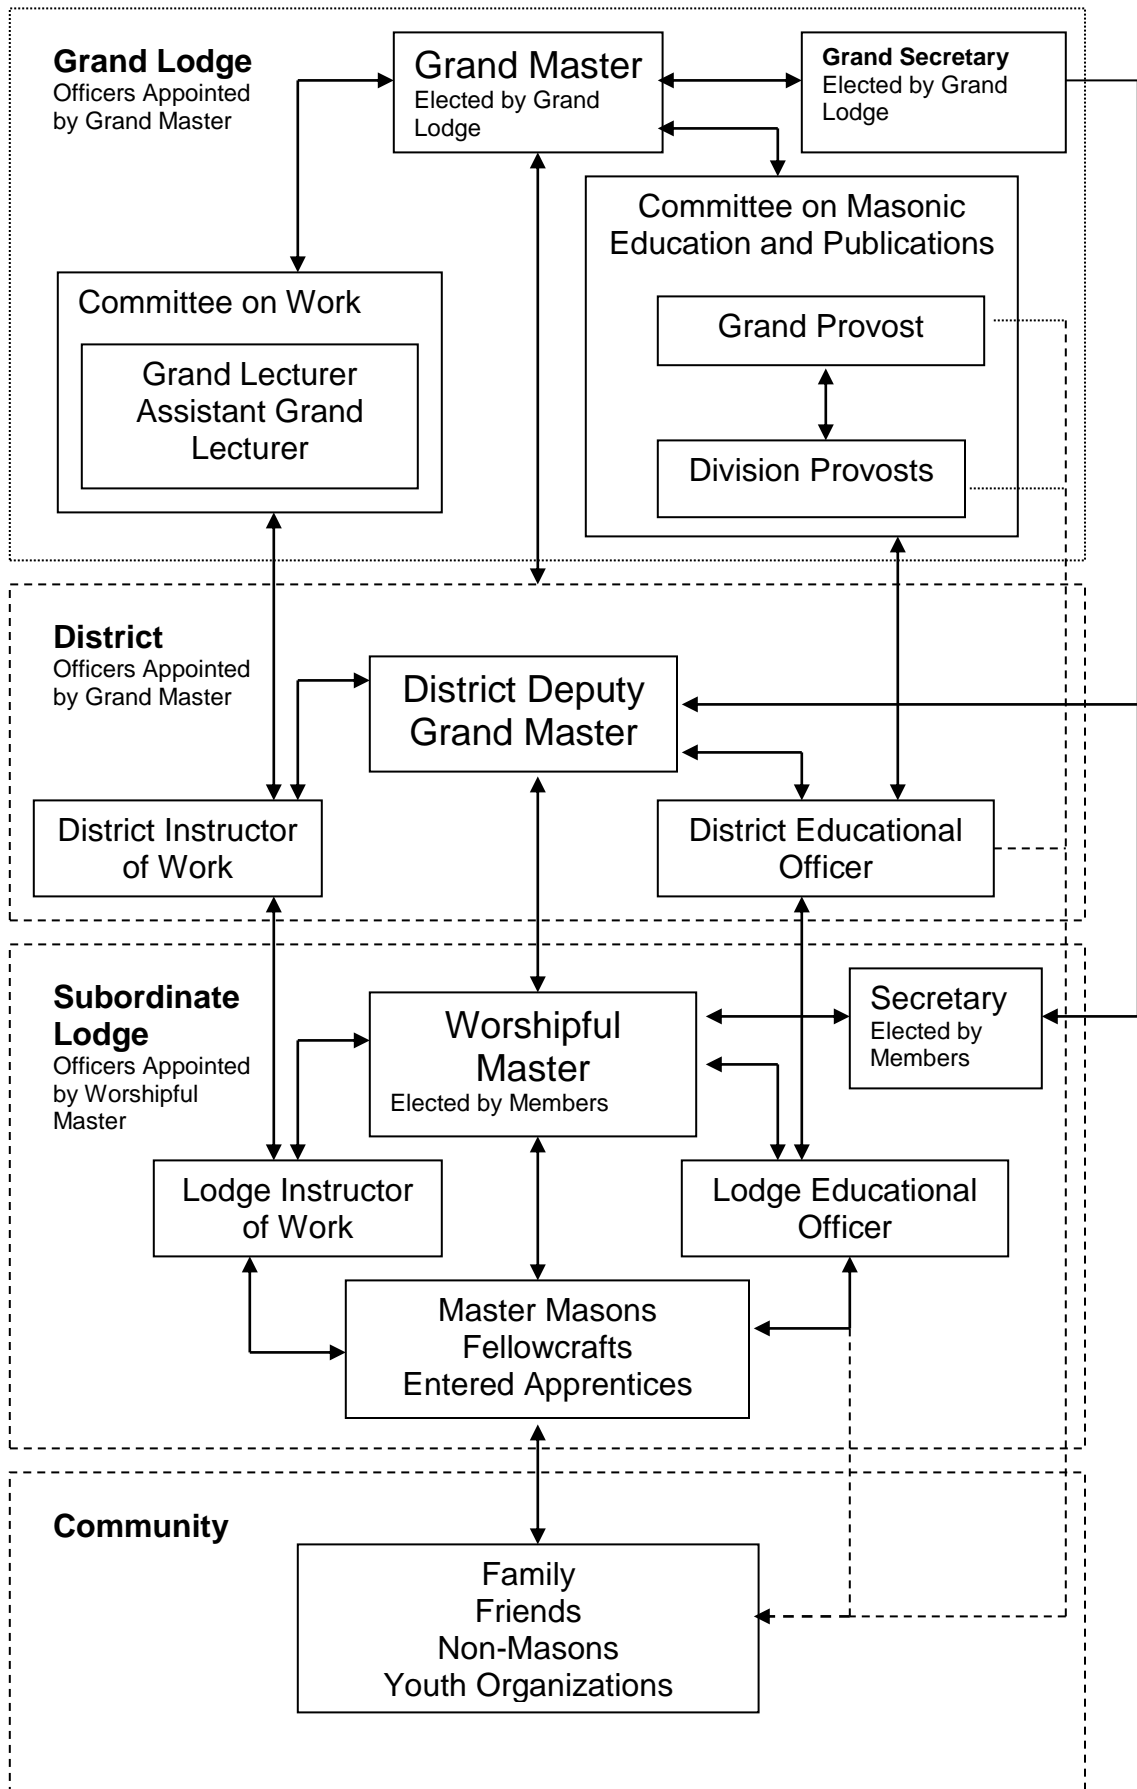 Grand Lodge
Officers Appointed
by Grand Master
Grand Master
Elected by Grand
Lodge
Grand Secretary
Elected by Grand
Lodge
Committee on Masonic
Education and Publications
Grand Provost
Division Provosts
Committee on Work
Grand Lecturer
Assistant Grand
Lecturer
District
Officers Appointed
by Grand Master
District Deputy
Grand Master
District Instructor
of Work
District Educational
Officer
Subordinate
Lodge
Officers Appointed
by Worshipful
Master
Worshipful
Master
Elected by Members
Secretary
Elected by
Members
Lodge Instructor
of Work
Lodge Educational
Officer
Master Masons
Fellowcrafts
Entered Apprentices
Community
Family
Friends
Non-Masons
Youth Organizations